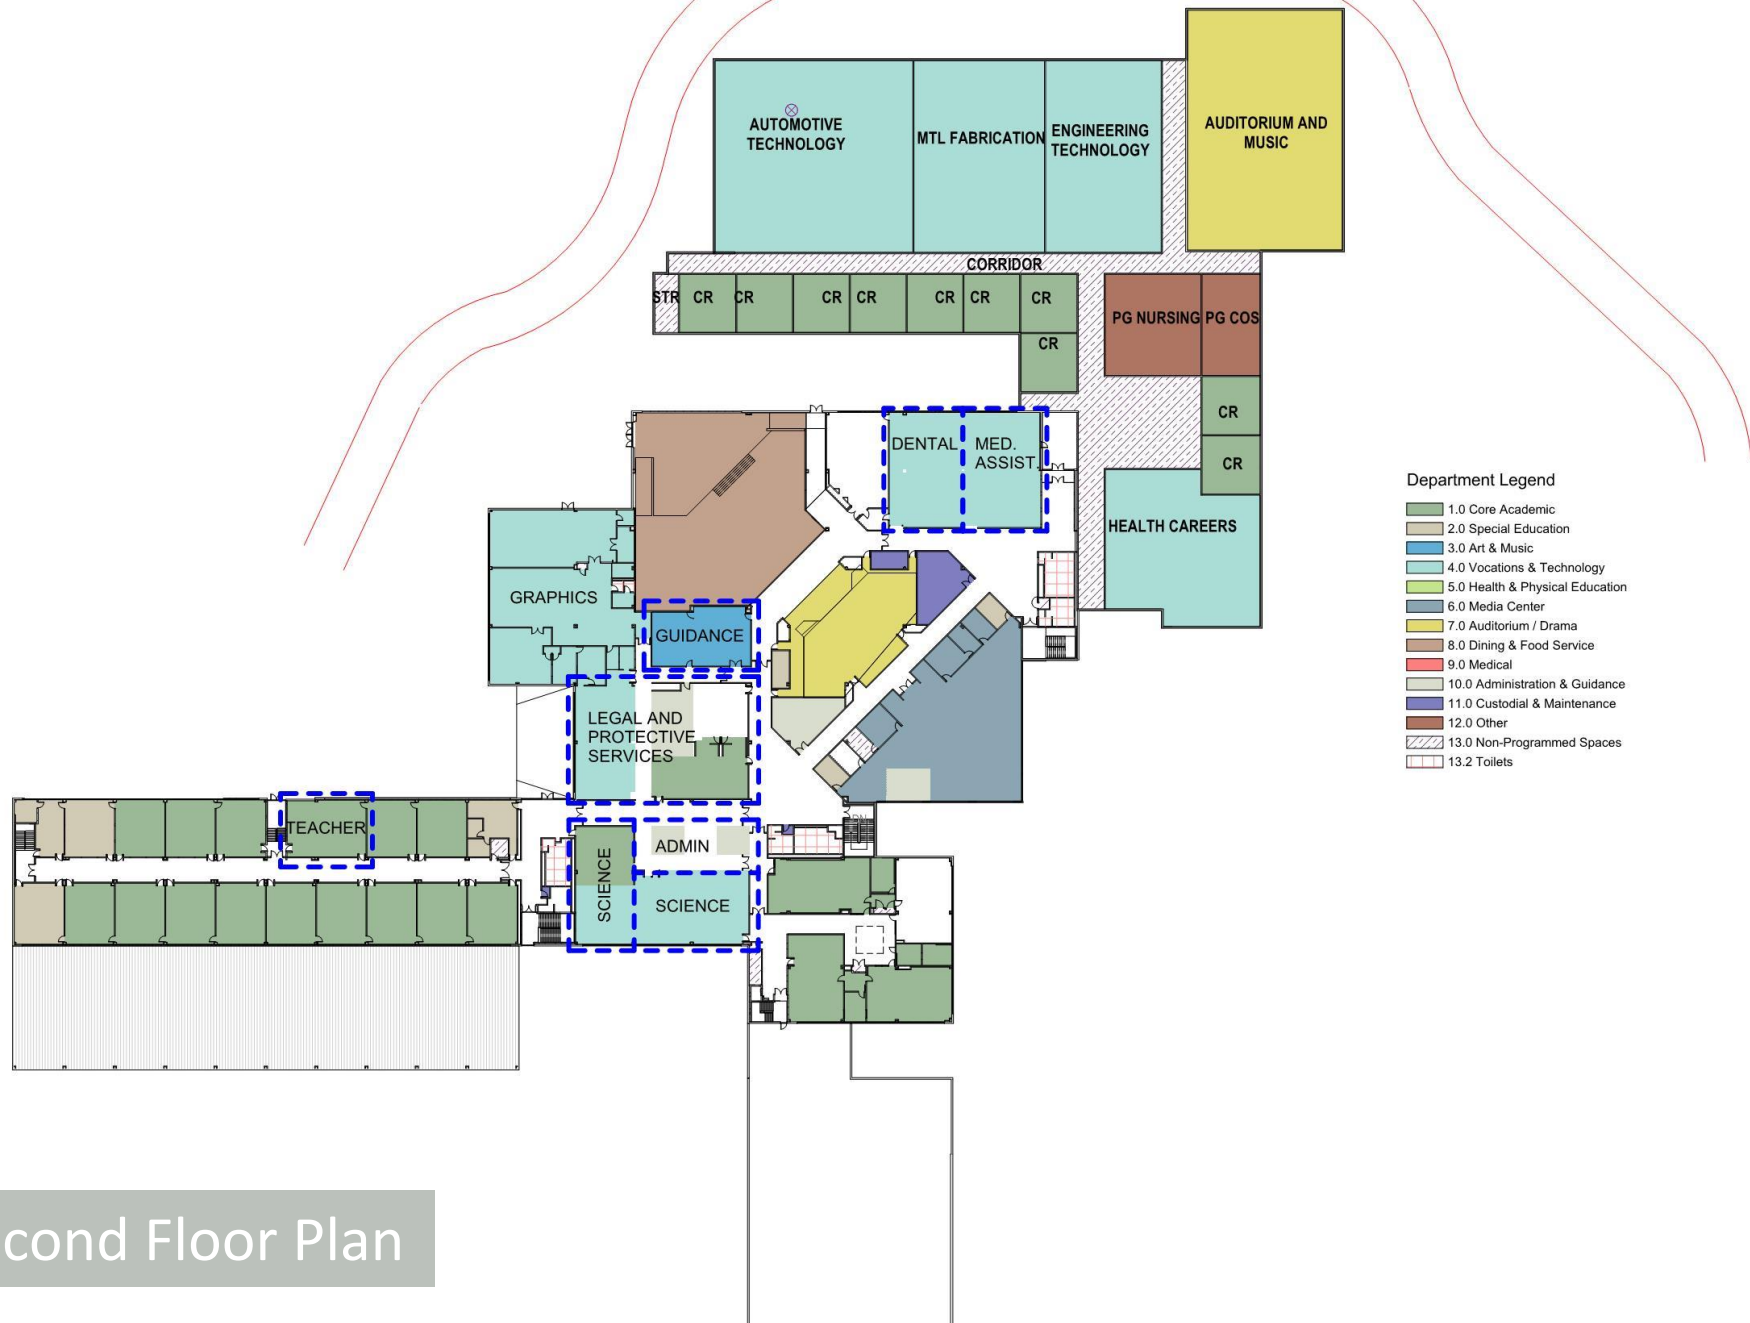 AUTOMOTIVE
TECHNOLOGY
MTL FABRICATION
ENGINEERING
TECHNOLOGY
AUDITORIUM AND
MUSIC
CORRIDOR
STR
CR
CR
CR
CR
CR
CR
CR
CR
PG NURSING
PG COS
CR
CR
HEALTH CAREERS
DENTAL
MED.
ASSIST.
GRAPHICS
GUIDANCE
LEGAL AND
PROTECTIVE
SERVICES
TEACHER
SCIENCE
ADMIN
SCIENCE
DN
Department Legend
1.0 Core Academic
2.0 Special Education
3.0 Art & Music
4.0 Vocations & Technology
5.0 Health & Physical Education
6.0 Media Center
7.0 Auditorium / Drama
8.0 Dining & Food Service
9.0 Medical
10.0 Administration & Guidance
11.0 Custodial & Maintenance
12.0 Other
13.0 Non-Programmed Spaces
13.2 Toilets
cond Floor Plan